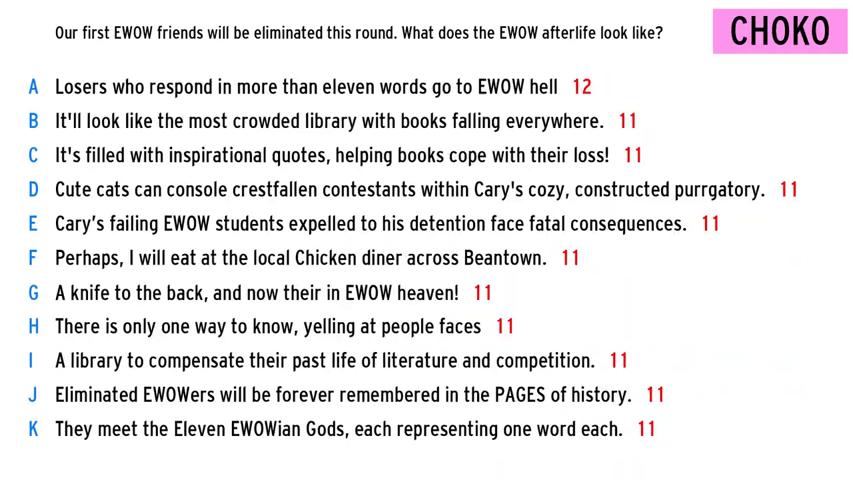 Our first EWOW friends will be eliminated this round. What does the EWOW afterlife look like?
CHOKO
A Losers who respond in more than eleven words go to EWOW hell 12
B It'll look like the most crowded library with books falling everywhere. 11
C It's filled with inspirational quotes, helping books cope with their loss! 11
D Cute cats can console crestfallen contestants within Cary's cozy, constructed purrgatory. 11
E Cary’s failing EWOW students expelled to his detention face fatal consequences. 11
F Perhaps, I will eat at the local Chicken diner across Beantown. 11
G A knife to the back, and now their in EWOW heaven! 11
H There is only one way to know, yelling at people faces 11
I A library to compensate their past life of literature and competition. 11
J Eliminated EWOWers will be forever remembered in the PAGES of history. 11
K They meet the Eleven EWOWian Gods, each representing one word each. 11